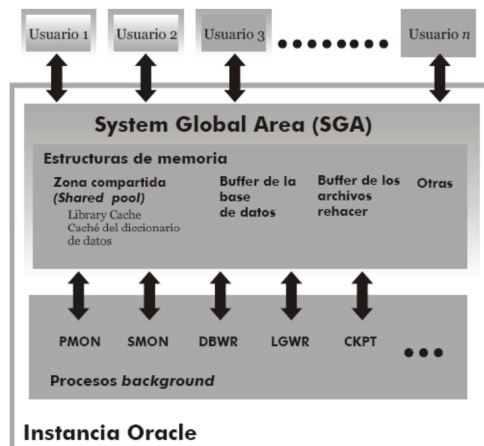 Usuario 1
Usuario 2
Usuario 3
Usuario n
System Global Area (SGA)
Estructuras de memoria
Zona compartida
(Shared pool)
Library Cache
Caché del diccionario
de datos
Buffer de la
base
de datos
Buffer de los
archivos
rehacer
Otras
PMON
SMON
DBWR
LGWR
CKPT
Procesos background
Instancia Oracle